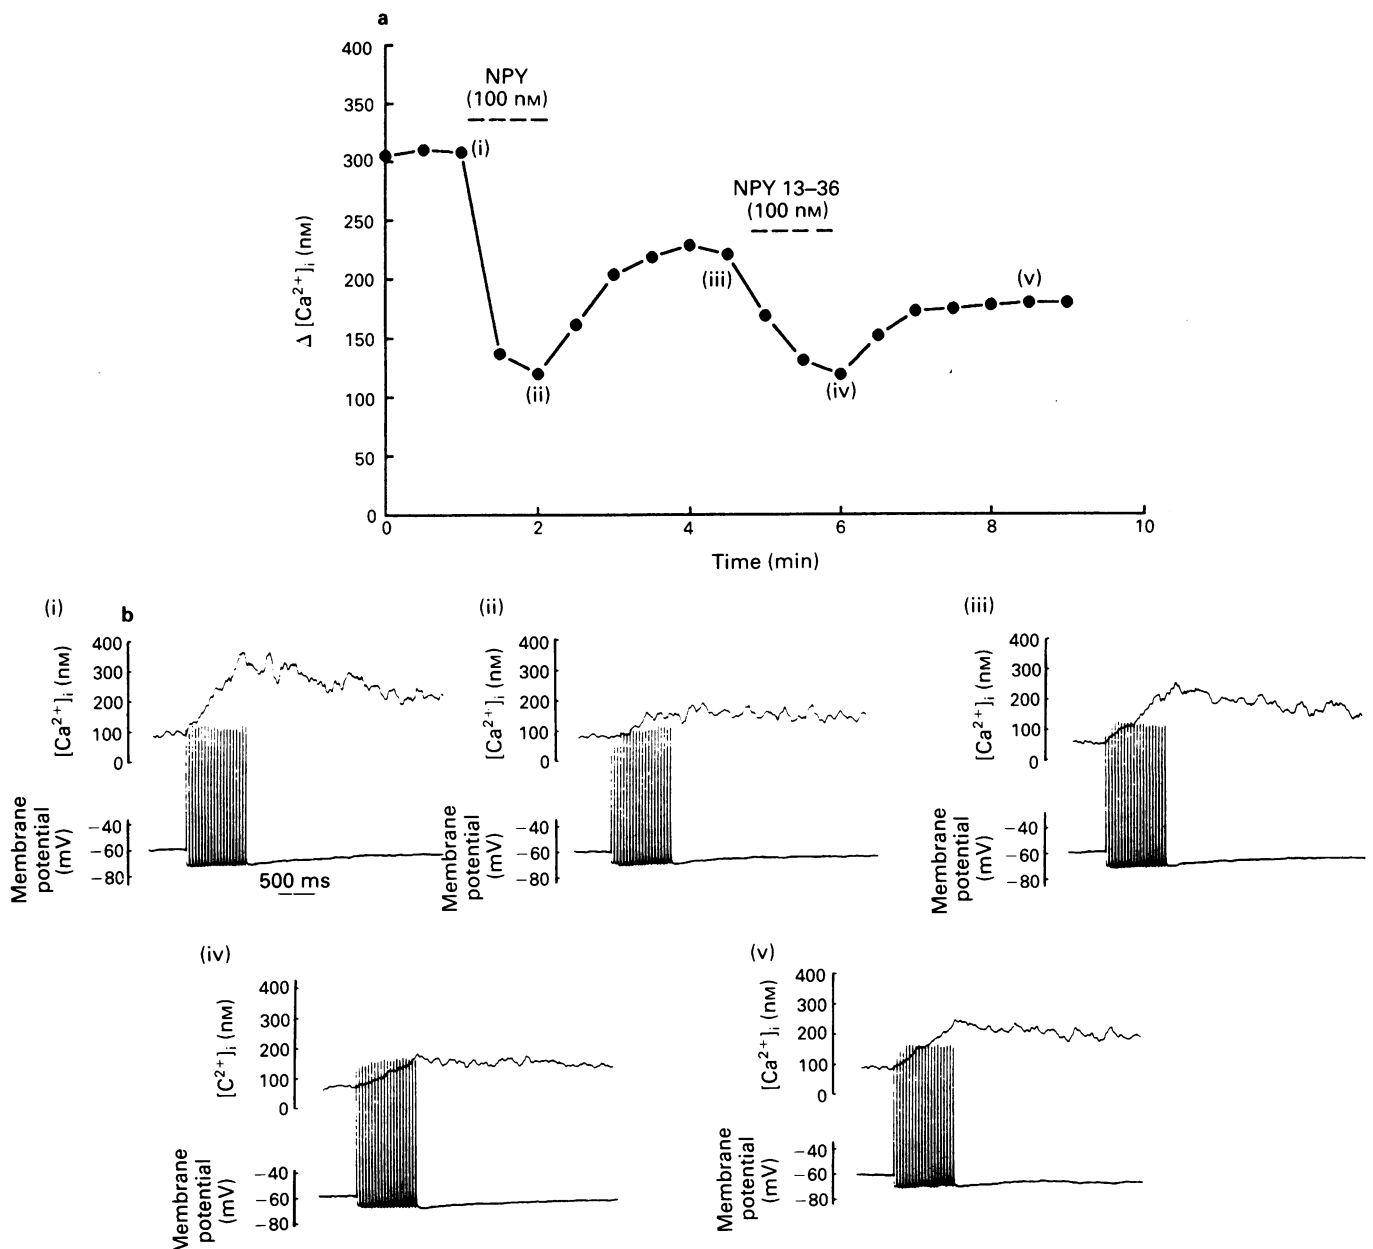 a
400
350
300
250
200
150
100
50
0
Δ [Ca²⁺]ᵢ (nM)
NPY
(100 nM)
(i)
(ii)
NPY 13–36
(100 nM)
(iii)
(iv)
(v)
0 2 4 6 8 10
Time (min)
(i)
b
400
300
200
100
0
[Ca²⁺]ᵢ (nM)
−40
−60
−80
Membrane
potential
(mV)
500 ms
(ii)
400
300
200
100
0
[Ca²⁺]ᵢ (nM)
−40
−60
−80
Membrane
potential
(mV)
(iii)
400
300
200
100
0
[Ca²⁺]ᵢ (nM)
−40
−60
−80
Membrane
potential
(mV)
(iv)
400
300
200
100
0
[C²⁺]ᵢ (nM)
−40
−60
−80
Membrane
potential
(mV)
(v)
400
300
200
100
0
[Ca²⁺]ᵢ (nM)
−40
−60
−80
Membrane
potential
(mV)